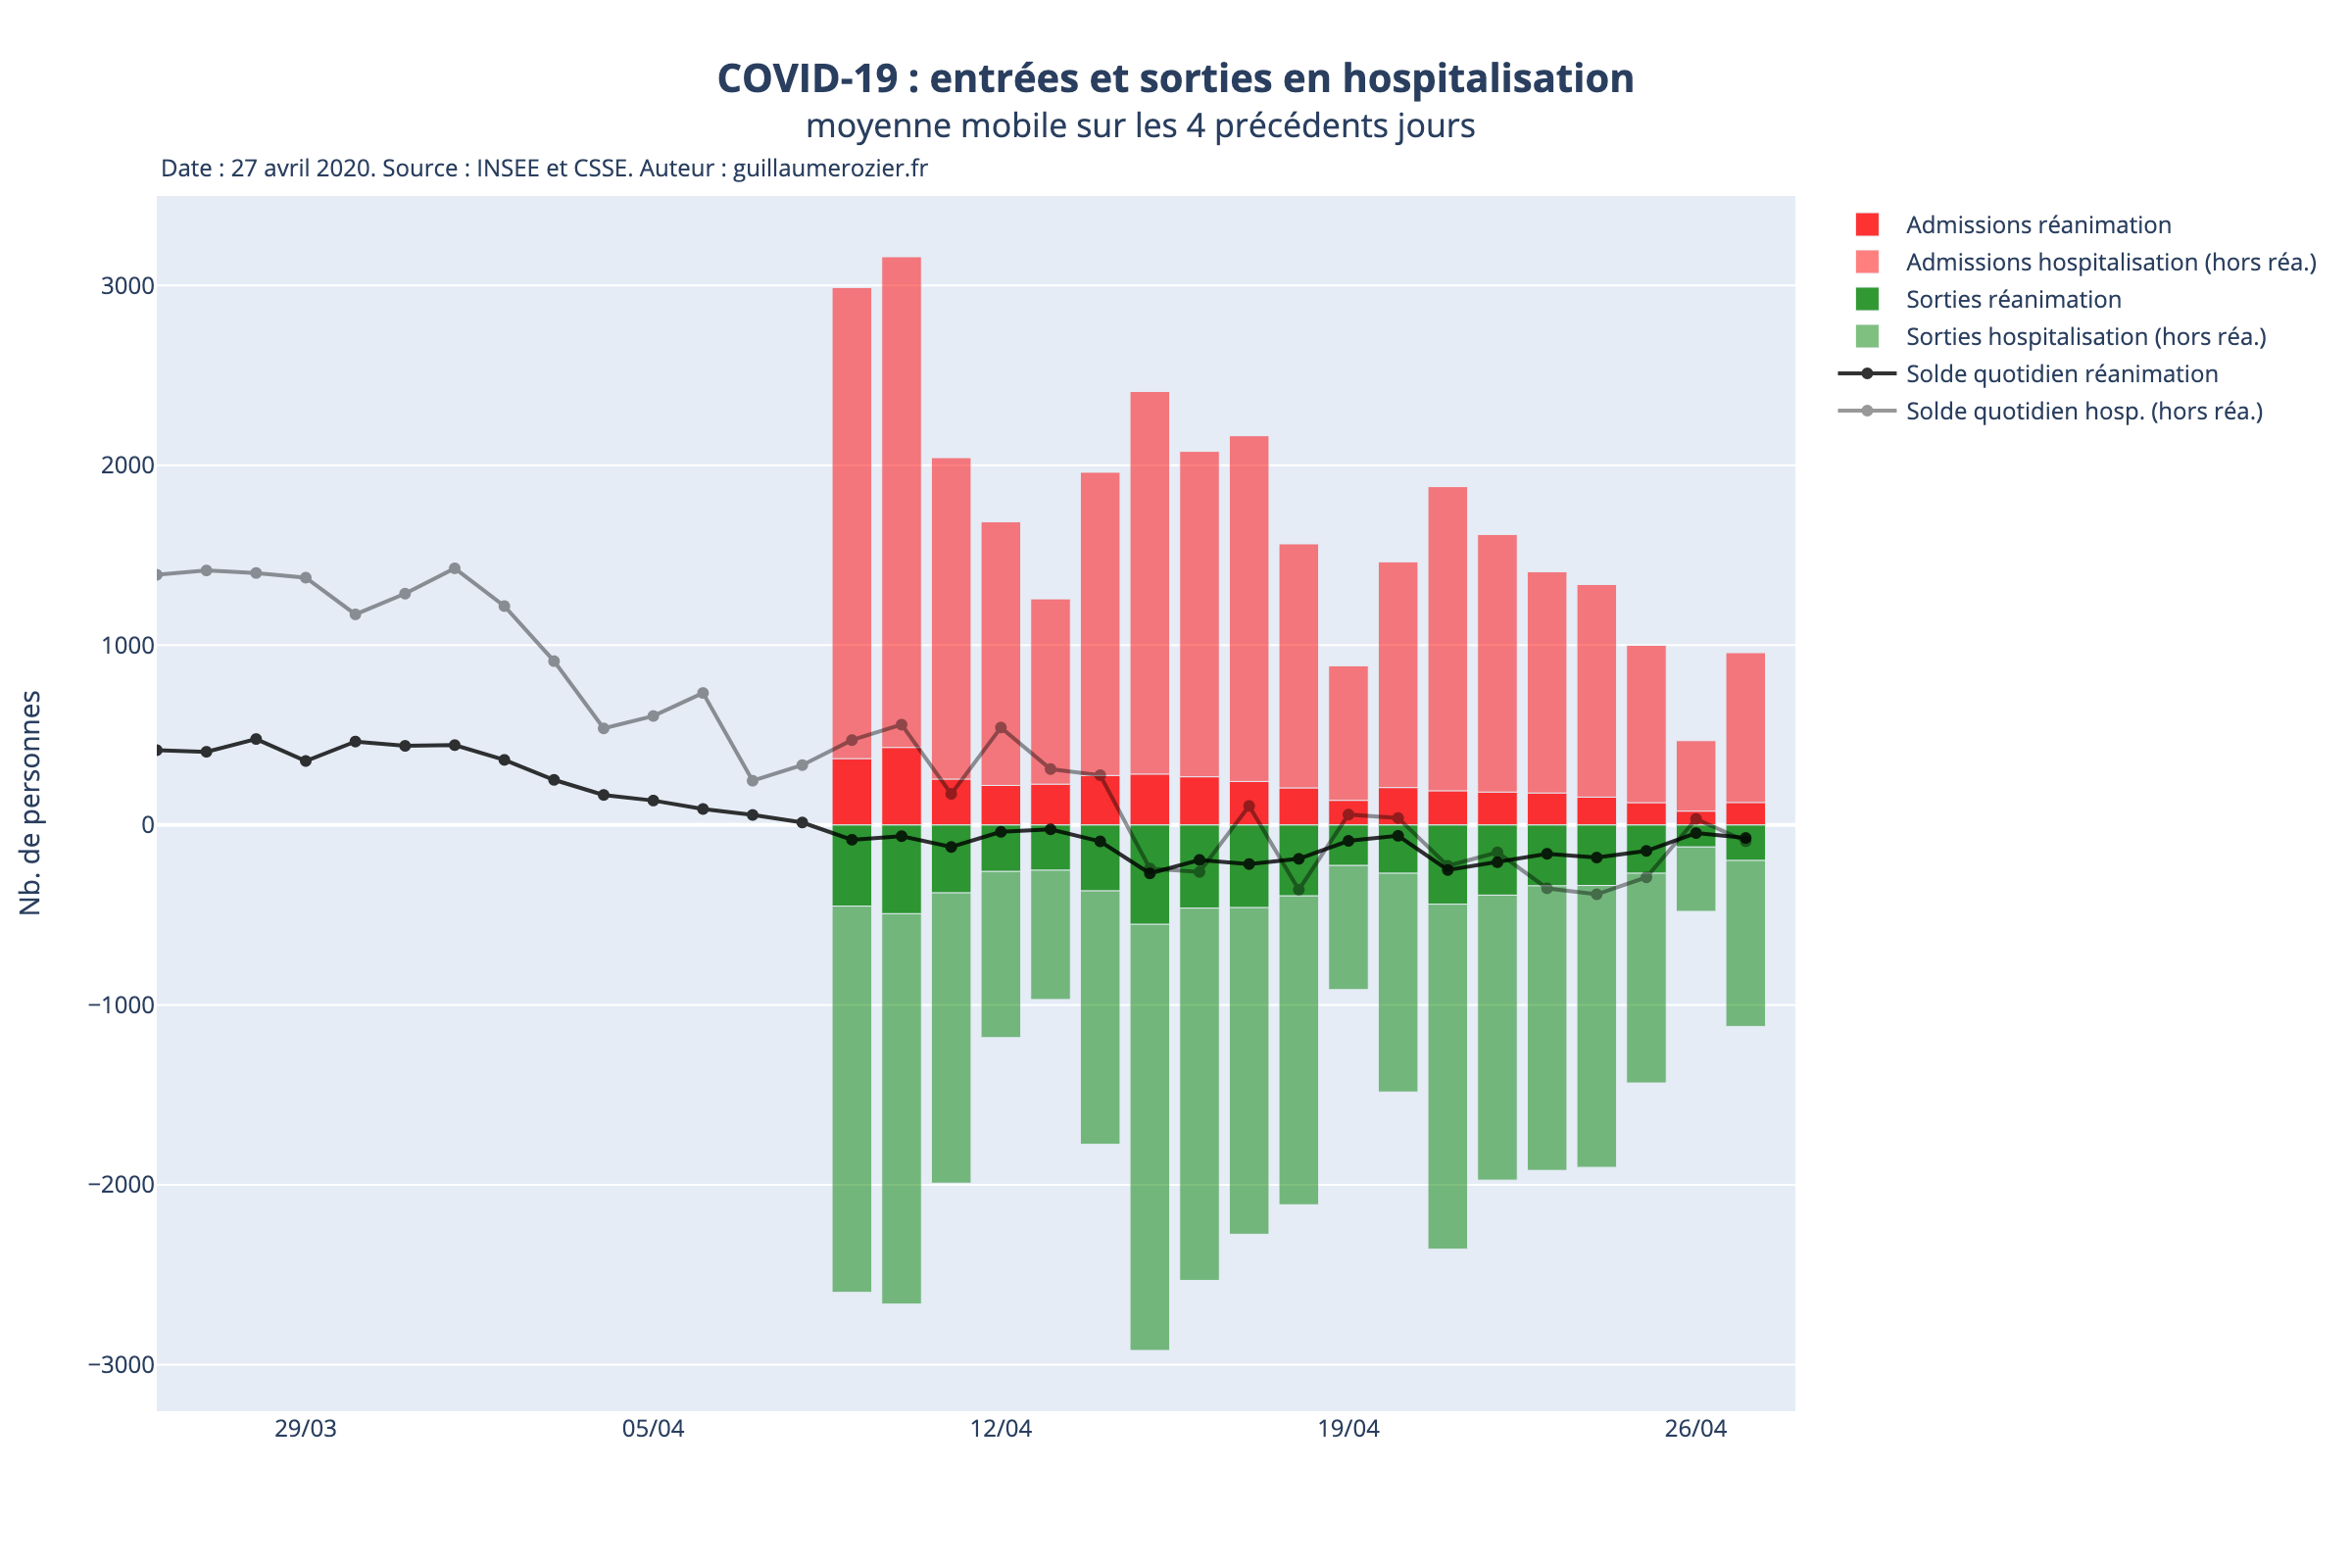 COVID-19 : entrées et sorties en hospitalisation
moyenne mobile sur les 4 précédents jours
Date : 27 avril 2020. Source : INSEE et CSSE. Auteur : guillaumerozier.fr
Admissions réanimation
Admissions hospitalisation (hors réa.)
Sorties réanimation
Sorties hospitalisation (hors réa.)
Solde quotidien réanimation
Solde quotidien hosp. (hors réa.)
Nb. de personnes
3000
2000
1000
0
−1000
−2000
−3000
29/03
05/04
12/04
19/04
26/04